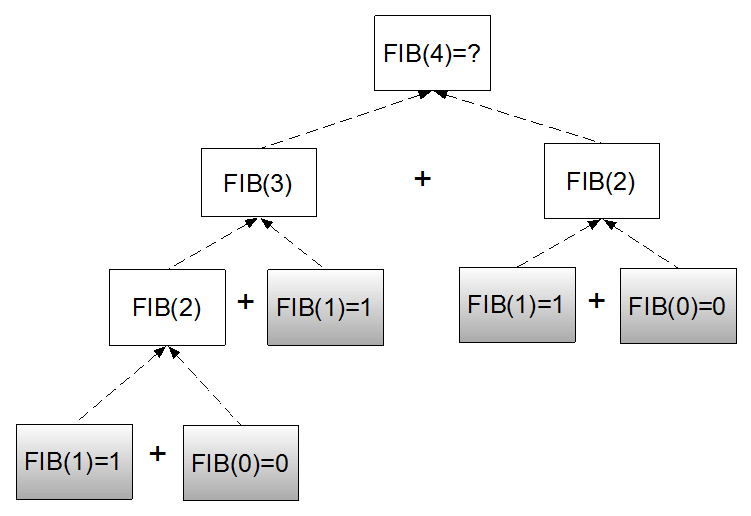 FIB(4)=?
FIB(3) + FIB(2)
FIB(2) + FIB(1)=1 FIB(1)=1 + FIB(0)=0
FIB(1)=1 + FIB(0)=0